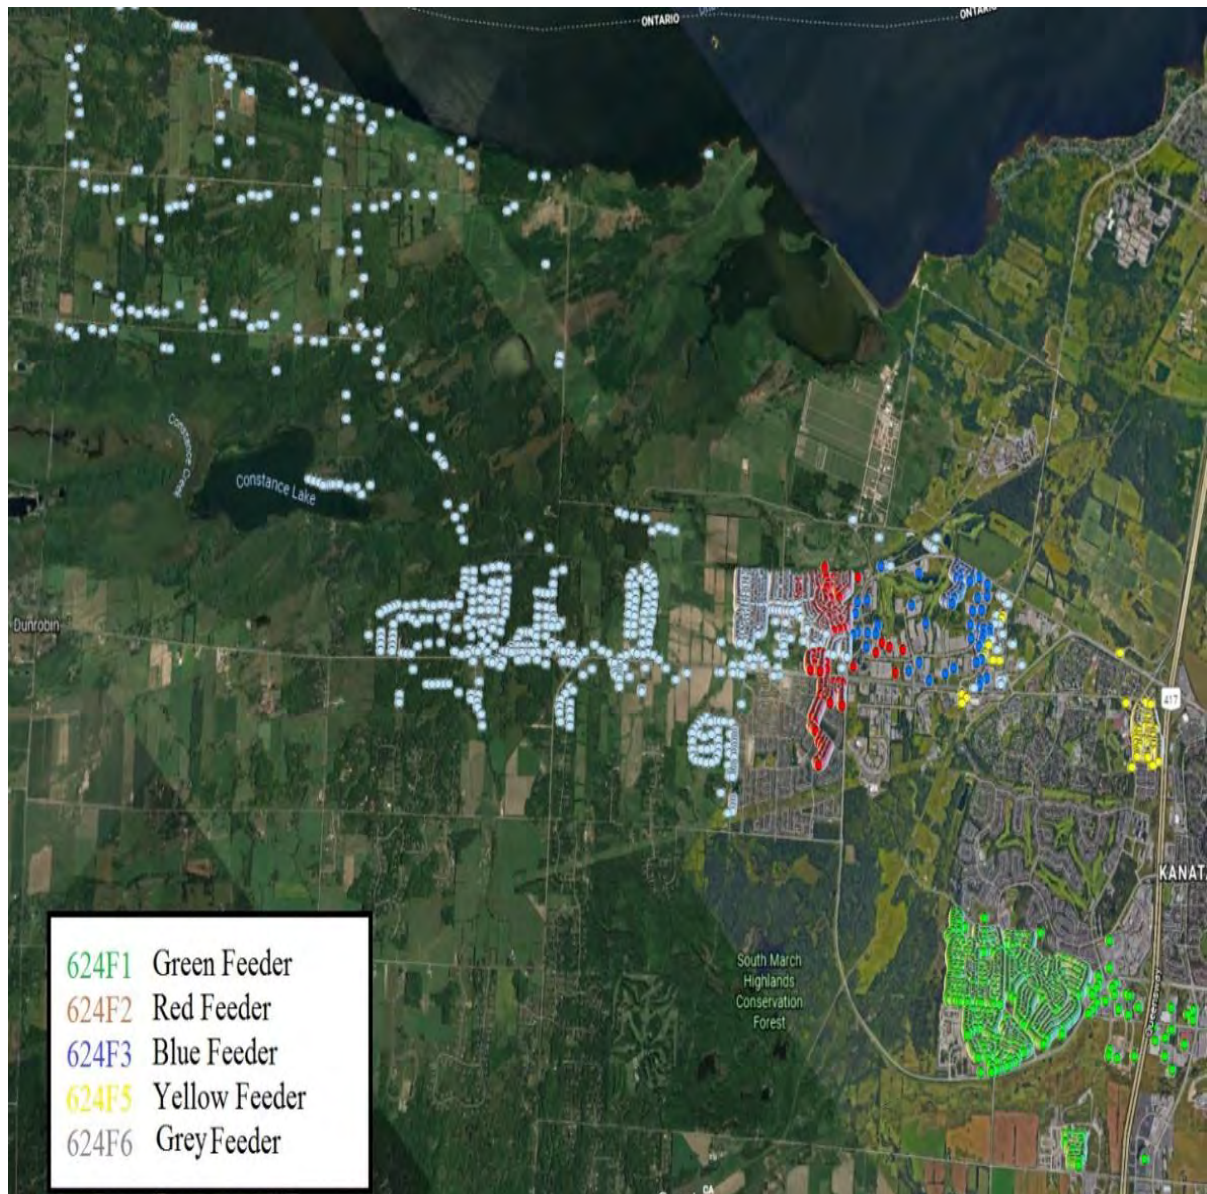 ONTARIO
ONTARIO
Constance Creek
Constance Lake
Dunrobin
417
KANATA
South March
Highlands
Conservation
Forest
624F1 Green Feeder
624F2 Red Feeder
624F3 Blue Feeder
624F5 Yellow Feeder
624F6 Grey Feeder